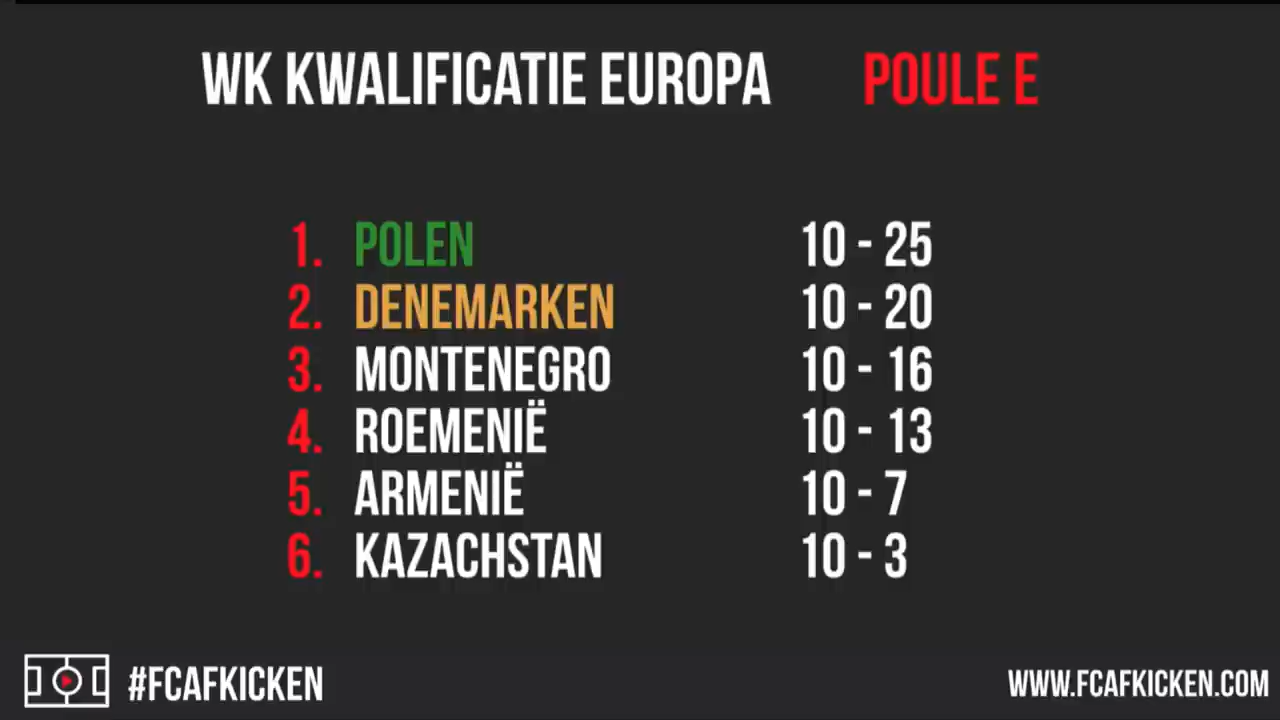 WK KWALIFICATIE EUROPA POULE E
1. POLEN 10 - 25
2. DENEMARKEN 10 - 20
3. MONTENEGRO 10 - 16
4. ROEMENIË 10 - 13
5. ARMENIË 10 - 7
6. KAZACHSTAN 10 - 3
#FCAFKICKEN WWW.FCAFKICKEN.COM